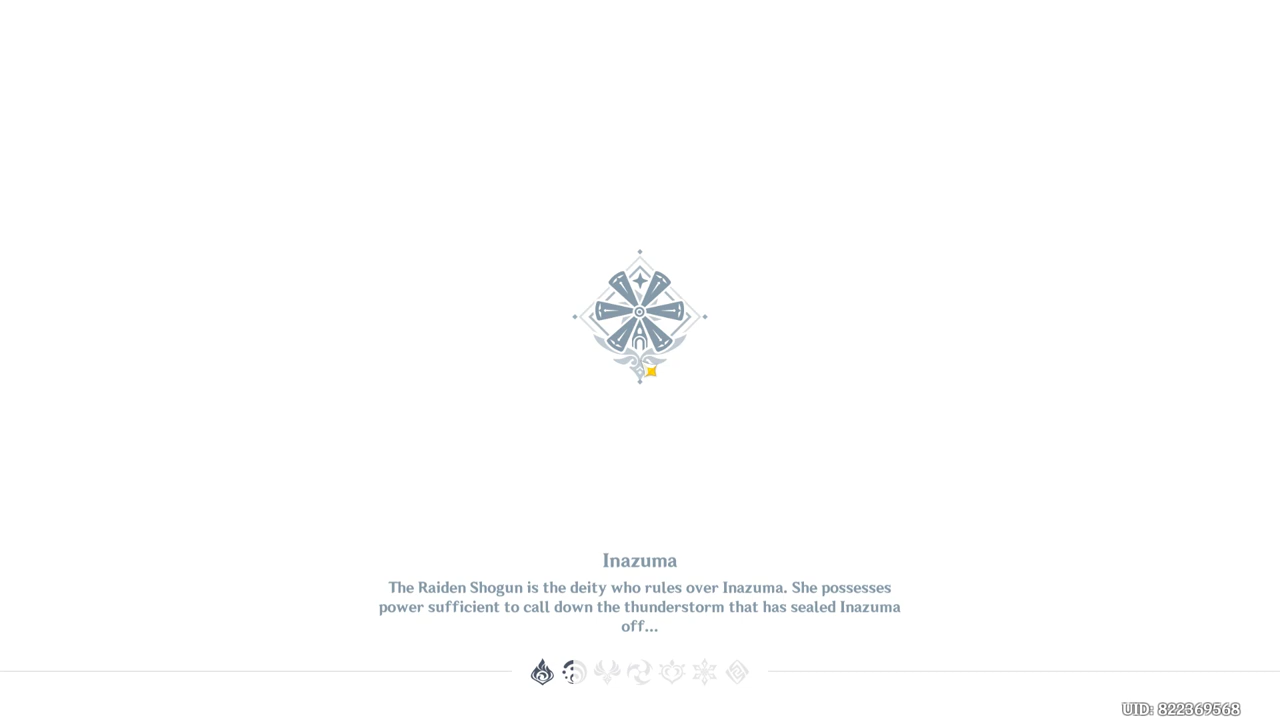 Inazuma
The Raiden Shogun is the deity who rules over Inazuma. She possesses
power sufficient to call down the thunderstorm that has sealed Inazuma
off...
UID: 822369568